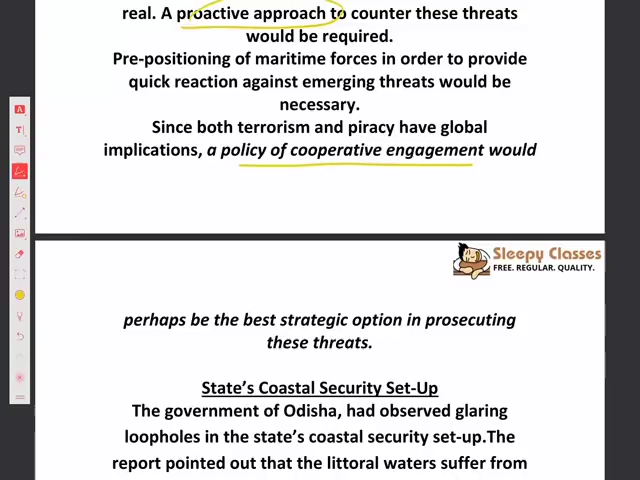 real. A proactive approach to counter these threats
would be required.
Pre-positioning of maritime forces in order to provide
quick reaction against emerging threats would be
necessary.
Since both terrorism and piracy have global
implications, a policy of cooperative engagement would
Sleepy Classes
FREE. REGULAR. QUALITY.
perhaps be the best strategic option in prosecuting
these threats.
State's Coastal Security Set-Up
The government of Odisha, had observed glaring
loopholes in the state's coastal security set-up.The
report pointed out that the littoral waters suffer from